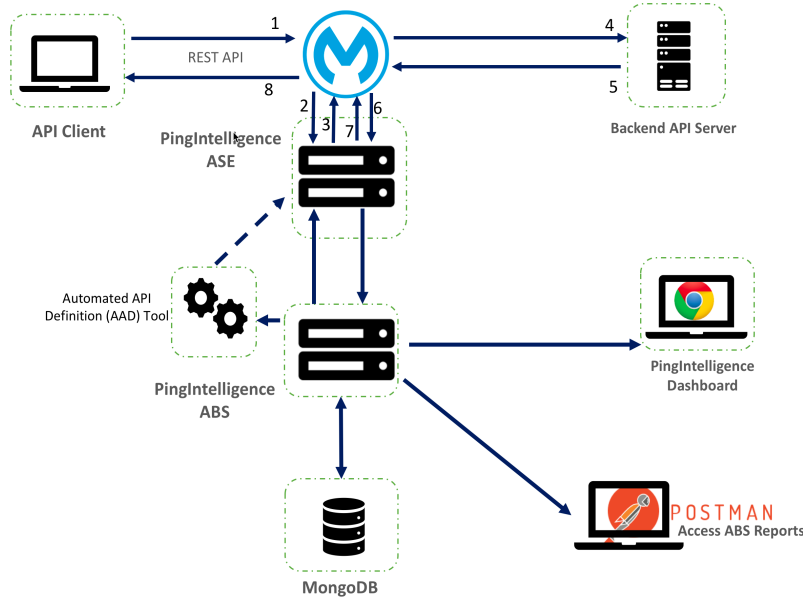 1
4
REST API
8
5
API Client
Backend API Server
2
3
7
6
PingIntelligence
ASE
Automated API
Definition (AAD) Tool
PingIntelligence
ABS
PingIntelligence
Dashboard
POSTMAN
Access ABS Reports
MongoDB